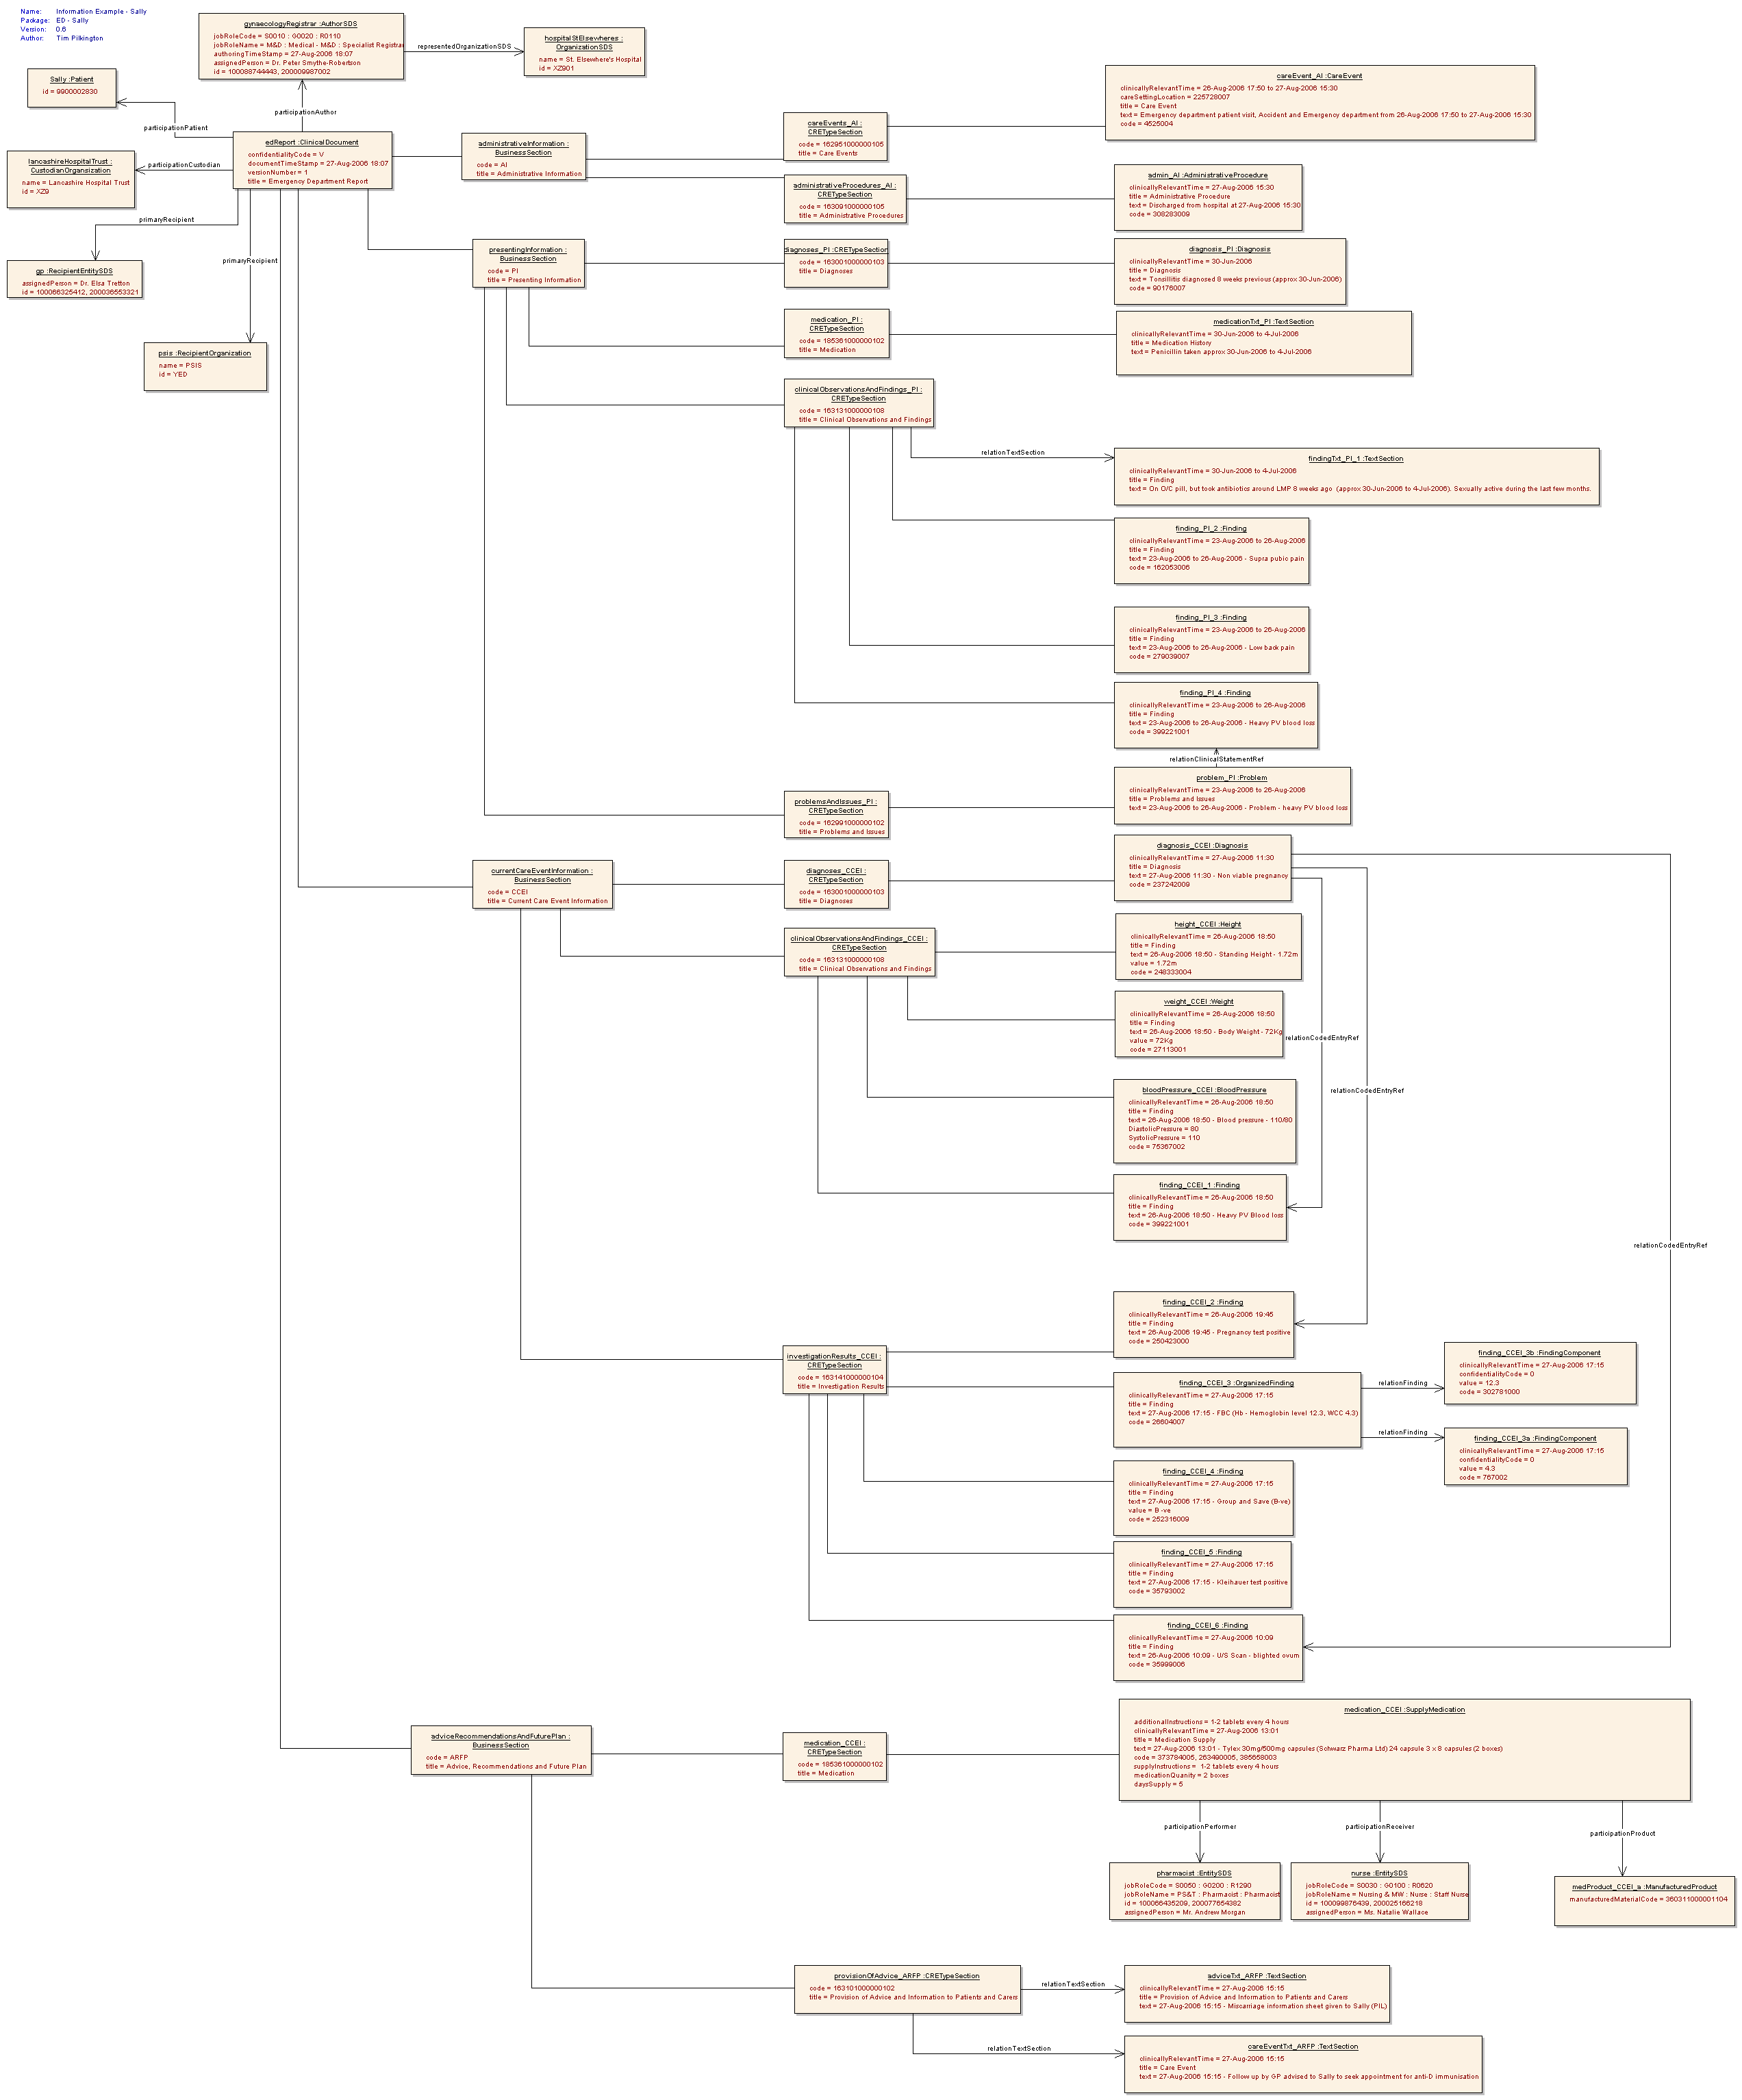 Name: Information Example - Sally
Package: ED - Sally
Version: 0.6
Author: Tim Pilkington
gynaecologyRegistrar :AuthorSDS
jobRoleCode = S0010 : G0020 : R0110
jobRoleName = M&D : Medical - M&D : Specialist Registrar
authoringTimeStamp = 27-Aug-2006 18:07
assignedPerson = Dr. Peter Smythe-Robertson
id = 100088744443, 200009987002
representedOrganizationSDS
hospitalStElsewheres :
OrganizationSDS
name = St. Elsewhere's Hospital
id = XZ901
Sally :Patient
id = 9900002830
participationPatient
participationAuthor
edReport :ClinicalDocument
confidentialityCode = V
documentTimeStamp = 27-Aug-2006 18:07
versionNumber = 1
title = Emergency Department Report
participationCustodian
lancashireHospitalTrust :
CustodianOrgansization
name = Lancashire Hospital Trust
id = XZ9
primaryRecipient
gp :RecipientEntitySDS
assignedPerson = Dr. Elsa Tretton
id = 100066325412, 200036553321
primaryRecipient
psis :RecipientOrganization
name = PSIS
id = YED
administrativeInformation :
BusinessSection
code = AI
title = Administrative Information
careEvents_AI :
CRETypeSection
code = 162951000000105
title = Care Events
careEvent_AI :CareEvent
clinicallyRelevantTime = 26-Aug-2006 17:50 to 27-Aug-2006 15:30
careSettingLocation = 225728007
title = Care Event
text = Emergency department patient visit, Accident and Emergency department from 26-Aug-2006 17:50 to 27-Aug-2006 15:30
code = 4525004
administrativeProcedures_AI :
CRETypeSection
code = 163091000000105
title = Administrative Procedures
admin_AI :AdministrativeProcedure
clinicallyRelevantTime = 27-Aug-2006 15:30
title = Administrative Procedure
text = Discharged from hospital at 27-Aug-2006 15:30
code = 308283009
presentingInformation :
BusinessSection
code = PI
title = Presenting Information
diagnoses_PI :CRETypeSection
code = 163001000000103
title = Diagnoses
diagnosis_PI :Diagnosis
clinicallyRelevantTime = 30-Jun-2006
title = Diagnosis
text = Tonsillitis diagnosed 8 weeks previous (approx 30-Jun-2006)
code = 90176007
medication_PI :
CRETypeSection
code = 185361000000102
title = Medication
medicationTxt_PI :TextSection
clinicallyRelevantTime = 30-Jun-2006 to 4-Jul-2006
title = Medication History
text = Penicillin taken approx 30-Jun-2006 to 4-Jul-2006
clinicalObservationsAndFindings_PI :
CRETypeSection
code = 163131000000108
title = Clinical Observations and Findings
relationTextSection
findingTxt_PI_1 :TextSection
clinicallyRelevantTime = 30-Jun-2006 to 4-Jul-2006
title = Finding
text = On O/C pill, but took antibiotics around LMP 8 weeks ago (approx 30-Jun-2006 to 4-Jul-2006). Sexually active during the last few months.
finding_PI_2 :Finding
clinicallyRelevantTime = 23-Aug-2006 to 26-Aug-2006
title = Finding
text = 23-Aug-2006 to 26-Aug-2006 - Supra pubic pain
code = 162053006
finding_PI_3 :Finding
clinicallyRelevantTime = 23-Aug-2006 to 26-Aug-2006
title = Finding
text = 23-Aug-2006 to 26-Aug-2006 - Low back pain
code = 279039007
finding_PI_4 :Finding
clinicallyRelevantTime = 23-Aug-2006 to 26-Aug-2006
title = Finding
text = 23-Aug-2006 to 26-Aug-2006 - Heavy PV blood loss
code = 399221001
relationClinicalStatementRef
problemsAndIssues_PI :
CRETypeSection
code = 162991000000102
title = Problems and Issues
problem_PI :Problem
clinicallyRelevantTime = 23-Aug-2006 to 26-Aug-2006
title = Problems and Issues
text = 23-Aug-2006 to 26-Aug-2006 - Problem - heavy PV blood loss
currentCareEventInformation :
BusinessSection
code = CCEI
title = Current Care Event Information
diagnoses_CCEI :
CRETypeSection
code = 163001000000103
title = Diagnoses
diagnosis_CCEI :Diagnosis
clinicallyRelevantTime = 27-Aug-2006 11:30
title = Diagnosis
text = 27-Aug-2006 11:30 - Non viable pregnancy
code = 237242009
clinicalObservationsAndFindings_CCEI :
CRETypeSection
code = 163131000000108
title = Clinical Observations and Findings
height_CCEI :Height
clinicallyRelevantTime = 26-Aug-2006 18:50
title = Finding
text = 26-Aug-2006 18:50 - Standing Height - 1.72m
value = 1.72m
code = 248333004
weight_CCEI :Weight
clinicallyRelevantTime = 26-Aug-2006 18:50
title = Finding
text = 26-Aug-2006 18:50 - Body Weight - 72Kg
value = 72Kg
code = 27113001
relationCodedEntryRef
relationCodedEntryRef
bloodPressure_CCEI :BloodPressure
clinicallyRelevantTime = 26-Aug-2006 18:50
title = Finding
text = 26-Aug-2006 18:50 - Blood pressure - 110/80
DiastolicPressure = 80
SystolicPressure = 110
code = 75367002
finding_CCEI_1 :Finding
clinicallyRelevantTime = 26-Aug-2006 18:50
title = Finding
text = 26-Aug-2006 18:50 - Heavy PV Blood loss
code = 399221001
relationCodedEntryRef
finding_CCEI_2 :Finding
clinicallyRelevantTime = 26-Aug-2006 19:45
title = Finding
text = 26-Aug-2006 19:45 - Pregnancy test positive
code = 250423000
investigationResults_CCEI :
CRETypeSection
code = 163141000000104
title = Investigation Results
finding_CCEI_3 :OrganizedFinding
clinicallyRelevantTime = 27-Aug-2006 17:15
title = Finding
text = 27-Aug-2006 17:15 - FBC (Hb - Hemoglobin level 12.3, WCC 4.3)
code = 26604007
relationFinding
finding_CCEI_3b :FindingComponent
clinicallyRelevantTime = 27-Aug-2006 17:15
confidentialityCode = 0
value = 12.3
code = 302781000
relationFinding
finding_CCEI_3a :FindingComponent
clinicallyRelevantTime = 27-Aug-2006 17:15
confidentialityCode = 0
value = 4.3
code = 767002
finding_CCEI_4 :Finding
clinicallyRelevantTime = 27-Aug-2006 17:15
title = Finding
text = 27-Aug-2006 17:15 - Group and Save (B-ve)
value = B -ve
code = 252316009
finding_CCEI_5 :Finding
clinicallyRelevantTime = 27-Aug-2006 17:15
title = Finding
text = 27-Aug-2006 17:15 - Kleihauer test positive
code = 35793002
finding_CCEI_6 :Finding
clinicallyRelevantTime = 27-Aug-2006 10:09
title = Finding
text = 26-Aug-2006 10:09 - U/S Scan - blighted ovum
code = 35999006
adviceRecommendationsAndFuturePlan :
BusinessSection
code = ARFP
title = Advice, Recommendations and Future Plan
medication_CCEI :
CRETypeSection
code = 185361000000102
title = Medication
medication_CCEI :SupplyMedication
additionalInstructions = 1-2 tablets every 4 hours
clinicallyRelevantTime = 27-Aug-2006 13:01
title = Medication Supply
text = 27-Aug-2006 13:01 - Tylex 30mg/500mg capsules (Schwarz Pharma Ltd) 24 capsule 3 x 8 capsules (2 boxes)
code = 373784005, 263490005, 385658003
supplyInstructions = 1-2 tablets every 4 hours
medicationQuanity = 2 boxes
daysSupply = 5
participationPerformer
participationReceiver
participationProduct
pharmacist :EntitySDS
jobRoleCode = S0050 : G0200 : R1290
jobRoleName = PS&T : Pharmacist : Pharmacist
id = 100066435209, 200077654382
assignedPerson = Mr. Andrew Morgan
nurse :EntitySDS
jobRoleCode = S0030 : G0100 : R0620
jobRoleName = Nursing & MW : Nurse : Staff Nurse
id = 100099876439, 200025166218
assignedPerson = Ms. Natalie Wallace
medProduct_CCEI_a :ManufacturedProduct
manufacturedMaterialCode = 360311000001104
provisionOfAdvice_ARFP :CRETypeSection
code = 163101000000102
title = Provision of Advice and Information to Patients and Carers
relationTextSection
adviceTxt_ARFP :TextSection
clinicallyRelevantTime = 27-Aug-2006 15:15
title = Provision of Advice and Information to Patients and Carers
text = 27-Aug-2006 15:15 - Miscarriage information sheet given to Sally (PIL)
relationTextSection
careEventTxt_ARFP :TextSection
clinicallyRelevantTime = 27-Aug-2006 15:15
title = Care Event
text = 27-Aug-2006 15:15 - Follow up by GP advised to Sally to seek appointment for anti-D immunisation